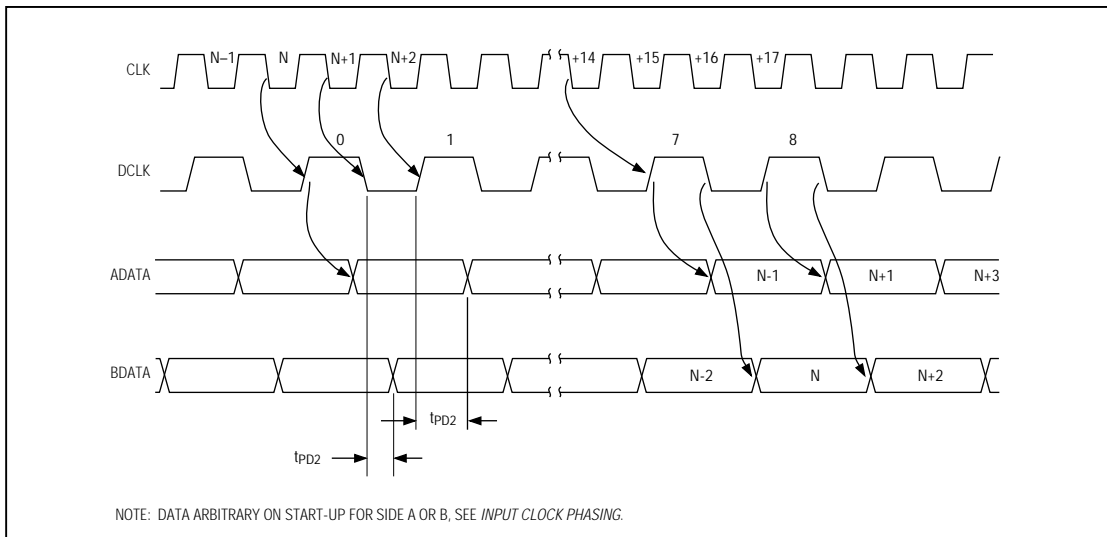 N–1 N N+1 N+2 +14 +15 +16 +17
CLK
0 1 7 8
DCLK
ADATA N-1 N+1 N+3
BDATA N-2 N N+2
tPD2
tPD2
NOTE: DATA ARBITRARY ON START-UP FOR SIDE A OR B, SEE INPUT CLOCK PHASING.